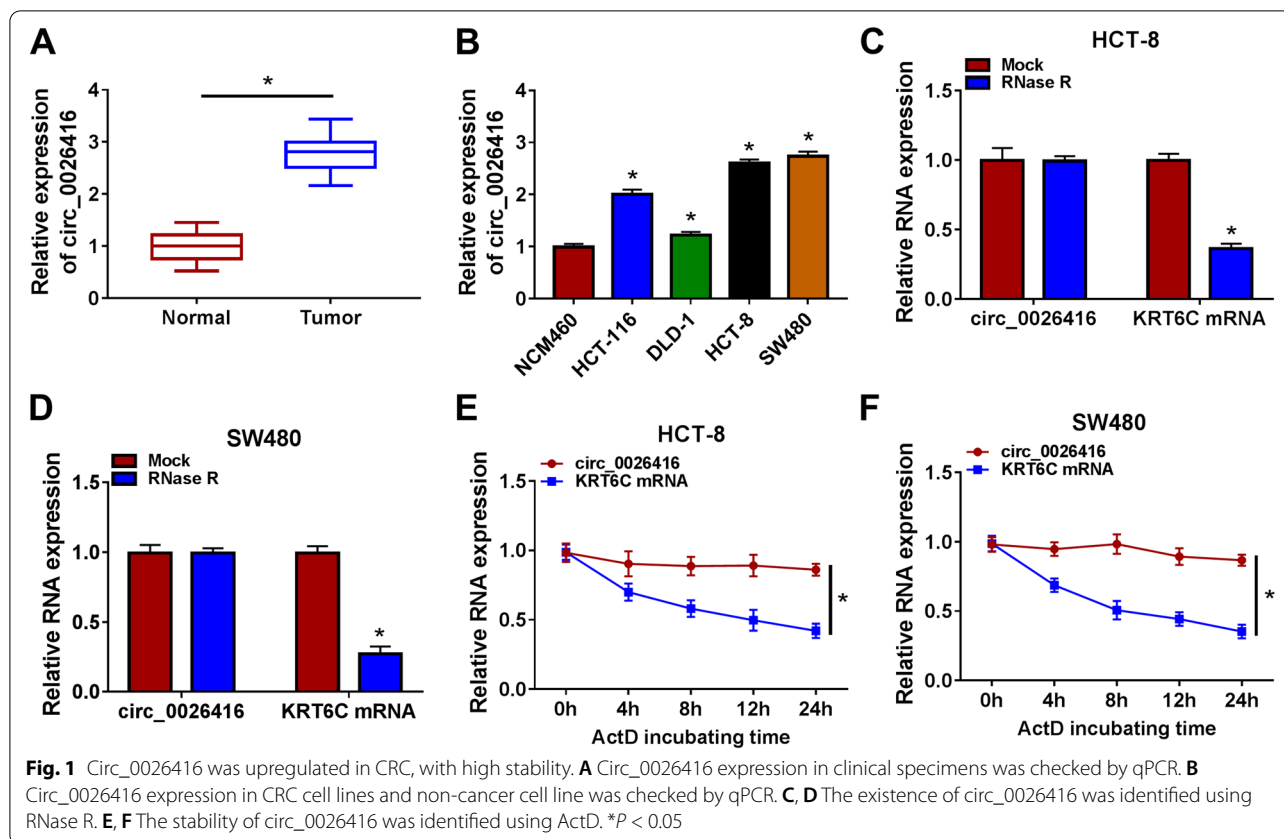 A
Relative expression
of circ_0026416
4
3
2
1
0
*
Normal
Tumor
B
Relative expression
of circ_0026416
4
3
2
1
0
*
*
*
*
NCM460
HCT-116
DLD-1
HCT-8
SW480
C
HCT-8
Mock
RNase R
Relative RNA expression
1.5
1.0
0.5
0.0
*
circ_0026416
KRT6C mRNA
D
SW480
Mock
RNase R
Relative RNA expression
1.5
1.0
0.5
0.0
*
circ_0026416
KRT6C mRNA
E
HCT-8
circ_0026416
KRT6C mRNA
Relative RNA expression
1.5
1.0
0.5
0.0
*
0h 4h 8h 12h 24h
ActD incubating time
F
SW480
circ_0026416
KRT6C mRNA
Relative RNA expression
1.5
1.0
0.5
0.0
*
0h 4h 8h 12h 24h
ActD incubating time
Fig. 1 Circ_0026416 was upregulated in CRC, with high stability. A Circ_0026416 expression in clinical specimens was checked by qPCR. B
Circ_0026416 expression in CRC cell lines and non-cancer cell line was checked by qPCR. C, D The existence of circ_0026416 was identified using
RNase R. E, F The stability of circ_0026416 was identified using ActD. *P < 0.05